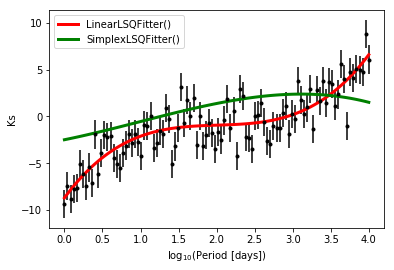 LinearLSQFitter()
SimplexLSQFitter()
10
5
0
−5
−10
Ks
0.0 0.5 1.0 1.5 2.0 2.5 3.0 3.5 4.0
log10(Period [days])